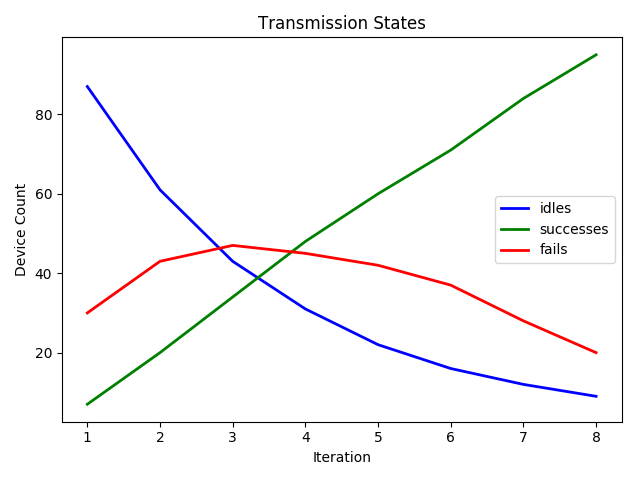 Transmission States
Device Count
80
60
40
20
idles
successes
fails
1 2 3 4 5 6 7 8
Iteration